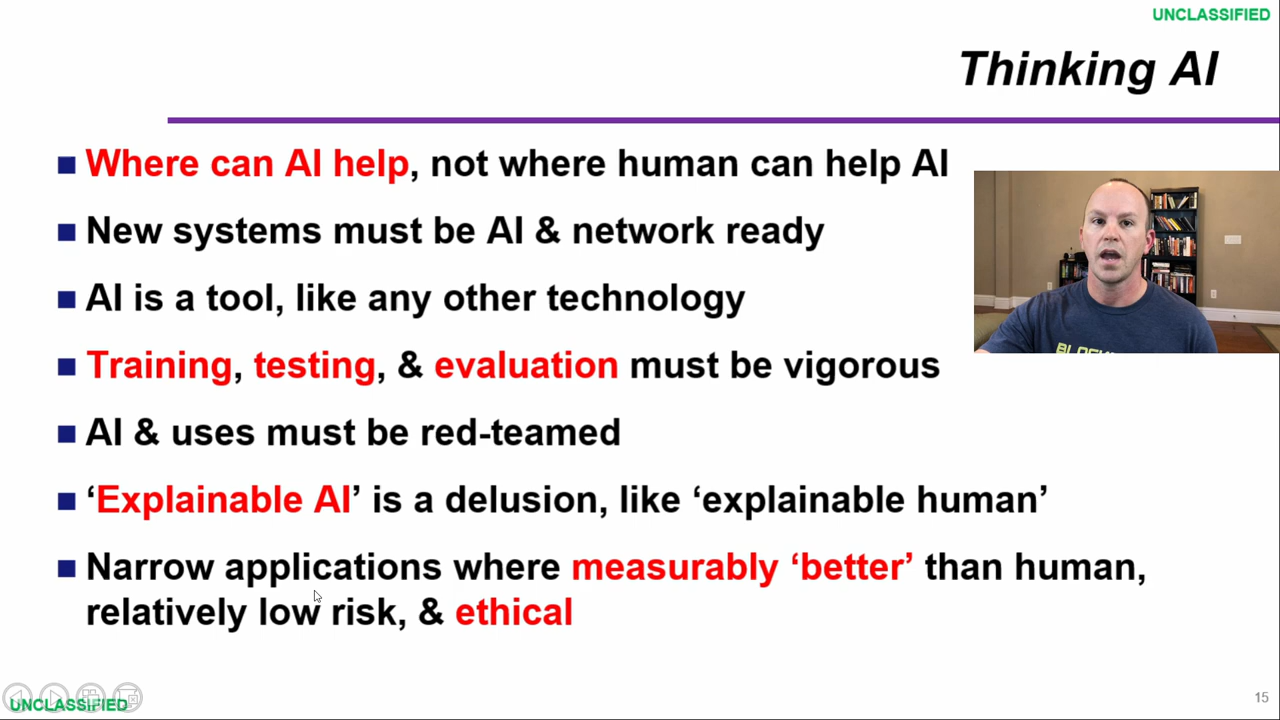 UNCLASSIFIED
Thinking AI
Where can AI help, not where human can help AI
New systems must be AI & network ready
AI is a tool, like any other technology
Training, testing, & evaluation must be vigorous
AI & uses must be red-teamed
‘Explainable AI’ is a delusion, like ‘explainable human’
Narrow applications where measurably ‘better’ than human,
relatively low risk, & ethical
UNCLASSIFIED
15